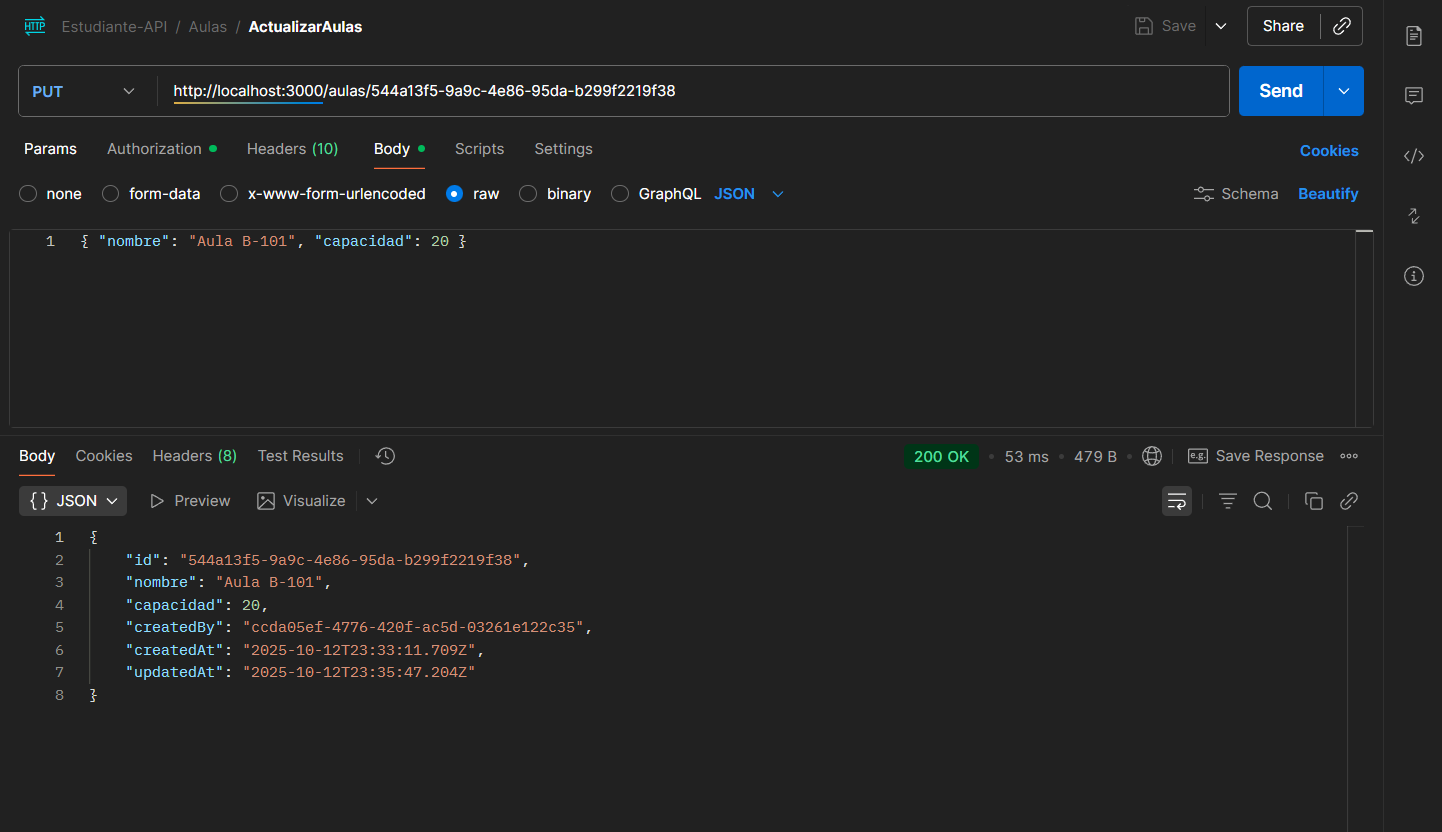 HTTP Estudiante-API / Aulas / ActualizarAulas Save Share
PUT http://localhost:3000/aulas/544a13f5-9a9c-4e86-95da-b299f2219f38 Send
Params Authorization Headers (10) Body Scripts Settings Cookies
none form-data x-www-form-urlencoded raw binary GraphQL JSON Schema Beautify
1 { "nombre": "Aula B-101", "capacidad": 20 }
Body Cookies Headers (8) Test Results 200 OK • 53 ms • 479 B • e.g. Save Response
{} JSON Preview Visualize
1 {
2 "id": "544a13f5-9a9c-4e86-95da-b299f2219f38",
3 "nombre": "Aula B-101",
4 "capacidad": 20,
5 "createdBy": "ccda05ef-4776-420f-ac5d-03261e122c35",
6 "createdAt": "2025-10-12T23:33:11.709Z",
7 "updatedAt": "2025-10-12T23:35:47.204Z"
8 }